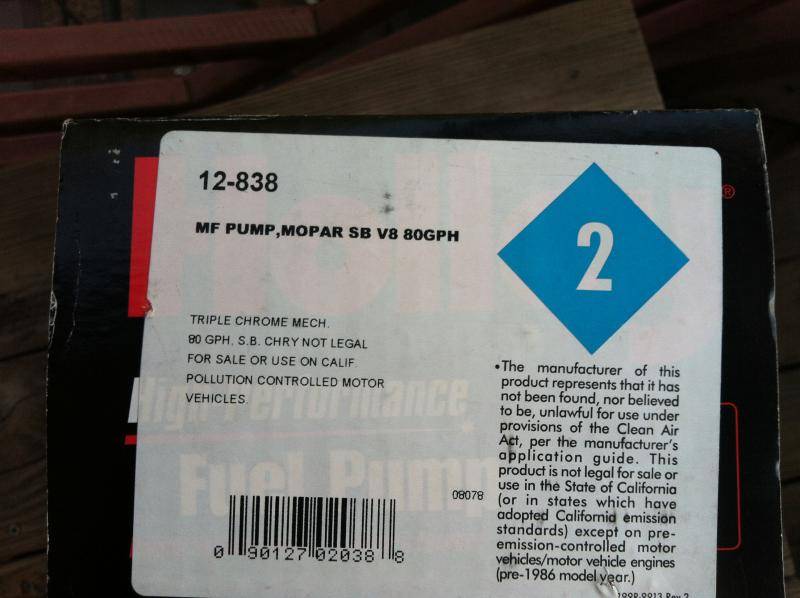 Holley®
12-838
MF PUMP,MOPAR SB V8 80GPH
2
TRIPLE CHROME MECH.
80 GPH. S.B. CHRY NOT LEGAL
FOR SALE OR USE ON CALIF.
POLLUTION CONTROLLED MOTOR
VEHICLES.
High Performance
Fuel Pump
•The manufacturer of this
product represents that it has
not been found, nor believed
to be, unlawful for use under
provisions of the Clean Air
Act, per the manufacturer's
application guide. This
product is not legal for sale or
use in the State of California
(or in states which have
adopted California emission
standards) except on pre-
emission-controlled motor
vehicles/motor vehicle engines
(pre-1986 model year.)
08078
0 90127 02038 8